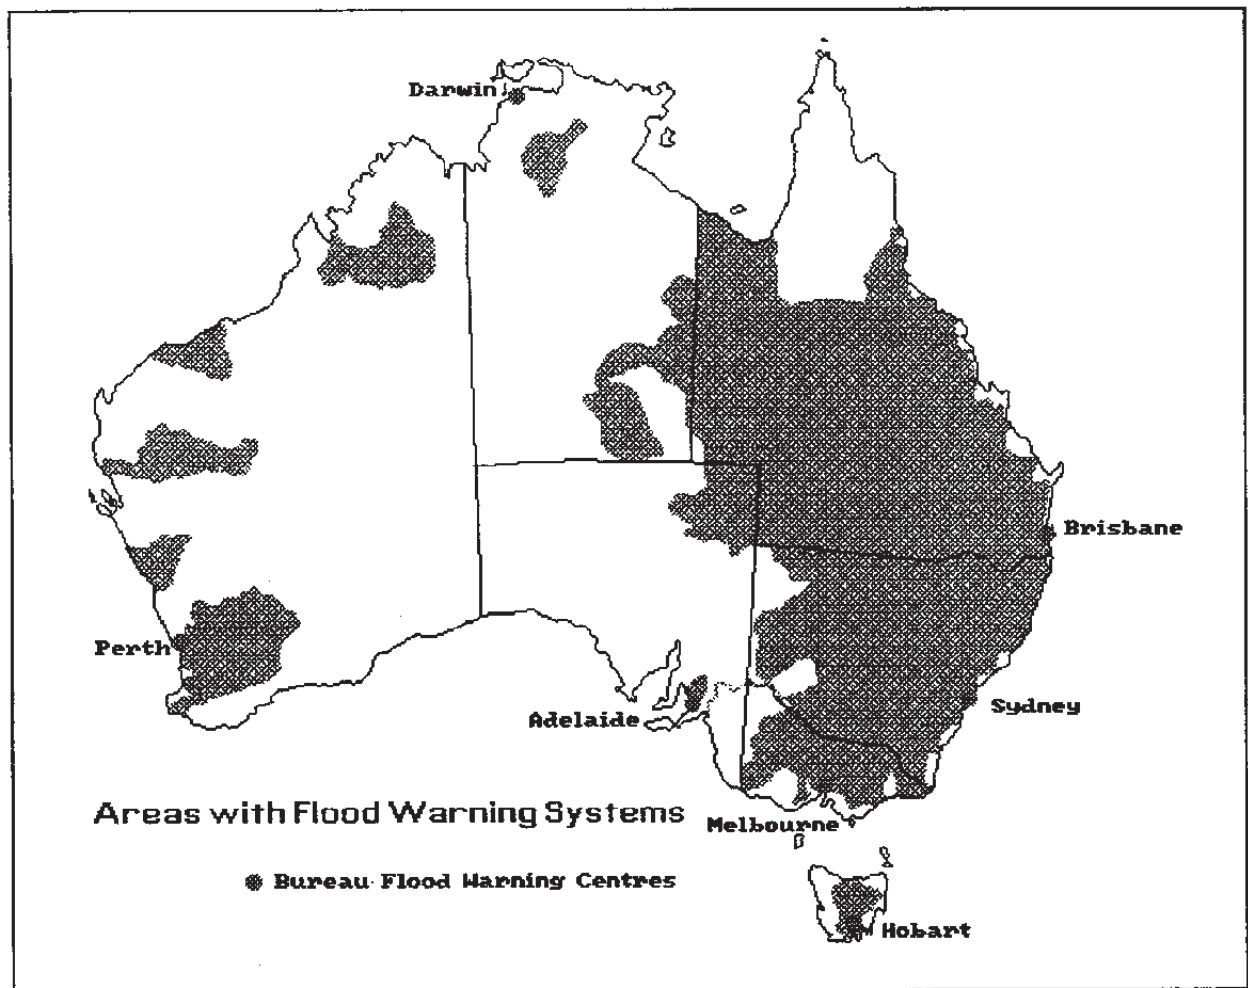 Darwin
Brisbane
Perth
Sydney
Adelaide
Areas with Flood Warning Systems
Melbourne
Bureau Flood Warning Centres
Hobart